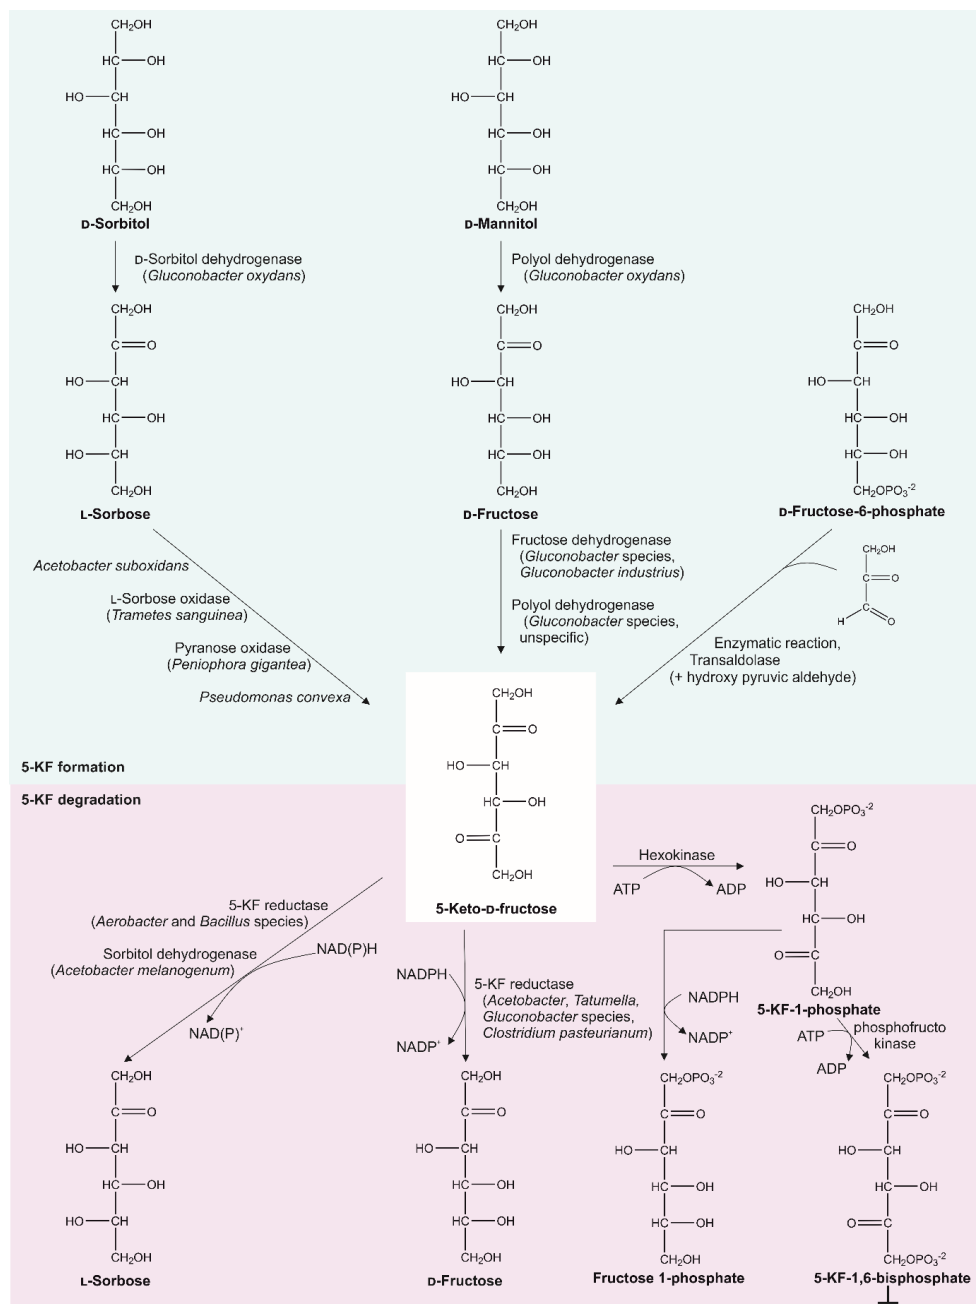 CH₂OH
HC OH
HO CH
HC OH
HC OH
CH₂OH
D-Sorbitol
CH₂OH
HC OH
HO CH
HC OH
HC OH
CH₂OH
D-Mannitol
D-Sorbitol dehydrogenase
(Gluconobacter oxydans)
Polyol dehydrogenase
(Gluconobacter oxydans)
CH₂OH
C O
HO CH
HC OH
HO CH
CH₂OH
L-Sorbose
CH₂OH
C O
HO CH
HC OH
HC OH
CH₂OH
D-Fructose
CH₂OH
C O
HO CH
HC OH
HC OH
CH₂OPO₃⁻²
D-Fructose-6-phosphate
Acetobacter suboxidans
L-Sorbose oxidase
(Trametes sanguinea)
Pyranose oxidase
(Peniophora gigantea)
Pseudomonas convexa
Fructose dehydrogenase
(Gluconobacter species,
Gluconobacter industrius)
Polyol dehydrogenase
(Gluconobacter species,
unspecific)
CH₂OH
C O
C
H O
Enzymatic reaction,
Transaldolase
(+ hydroxy pyruvic aldehyde)
5-KF formation
5-KF degradation
CH₂OH
C O
HO CH
HC OH
O C
CH₂OH
5-Keto-D-fructose
Hexokinase
ATP ADP
CH₂OPO₃⁻²
C O
HO CH
HC OH
O C
CH₂OH
5-KF-1-phosphate
5-KF reductase
(Aerobacter and Bacillus species)
Sorbitol dehydrogenase
(Acetobacter melanogenum)
NAD(P)H
NAD(P)⁺
NADPH
5-KF reductase
(Acetobacter, Tatumella,
Gluconobacter species,
Clostridium pasteurianum)
NADP⁺
NADPH
NADP⁺
ATP
phosphofructo
kinase
ADP
CH₂OH
C O
HO CH
HC OH
HO CH
CH₂OH
L-Sorbose
CH₂OH
C O
HO CH
HC OH
HC OH
CH₂OH
D-Fructose
CH₂OPO₃⁻²
C O
HO CH
HC OH
HC OH
CH₂OH
Fructose 1-phosphate
CH₂OPO₃⁻²
C O
HO CH
HC OH
O C
CH₂OPO₃⁻²
5-KF-1,6-bisphosphate